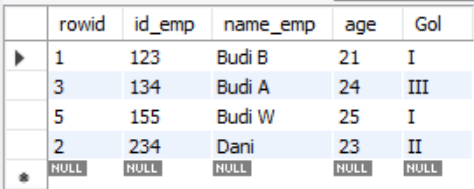 rowid id_emp name_emp age Gol
1 123 Budi B 21 I
3 134 Budi A 24 III
5 155 Budi W 25 I
2 234 Dani 23 II
NULL NULL NULL NULL NULL